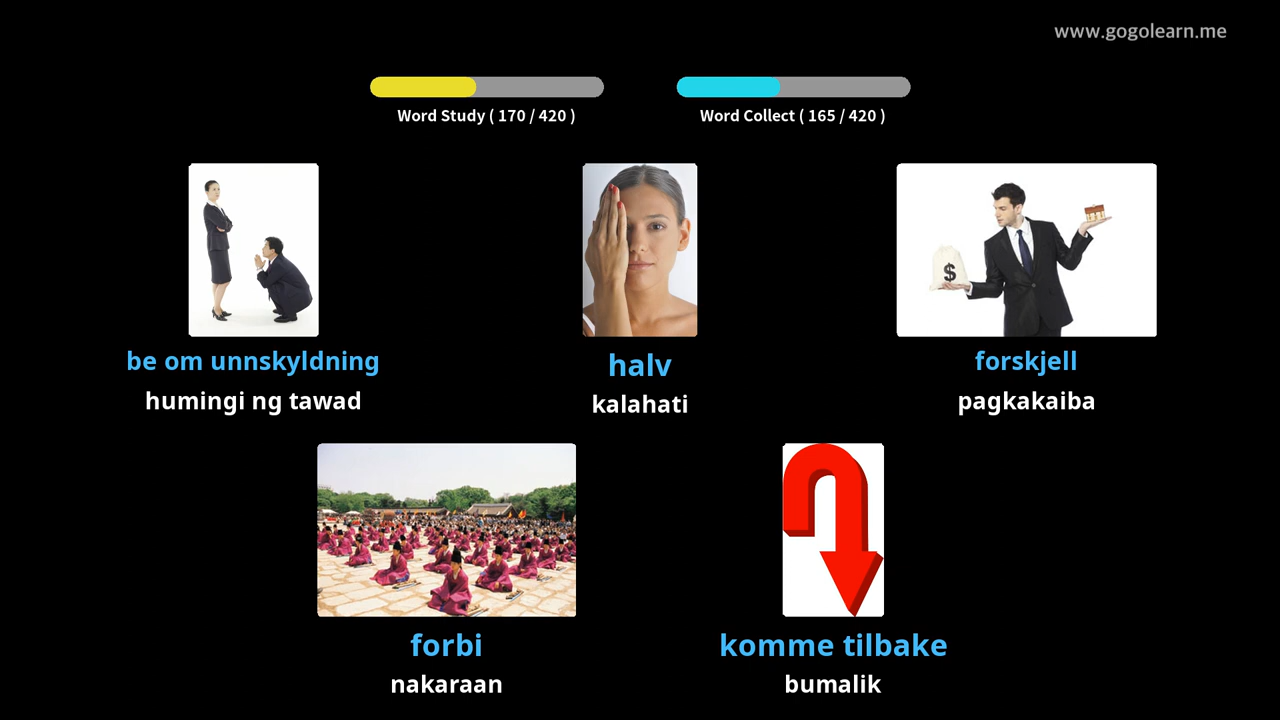 www.gogolearn.me
Word Study ( 170 / 420 )
Word Collect ( 165 / 420 )
be om unnskyldning
humingi ng tawad
halv
kalahati
forskjell
pagkakaiba
$
forbi
nakaraan
komme tilbake
bumalik